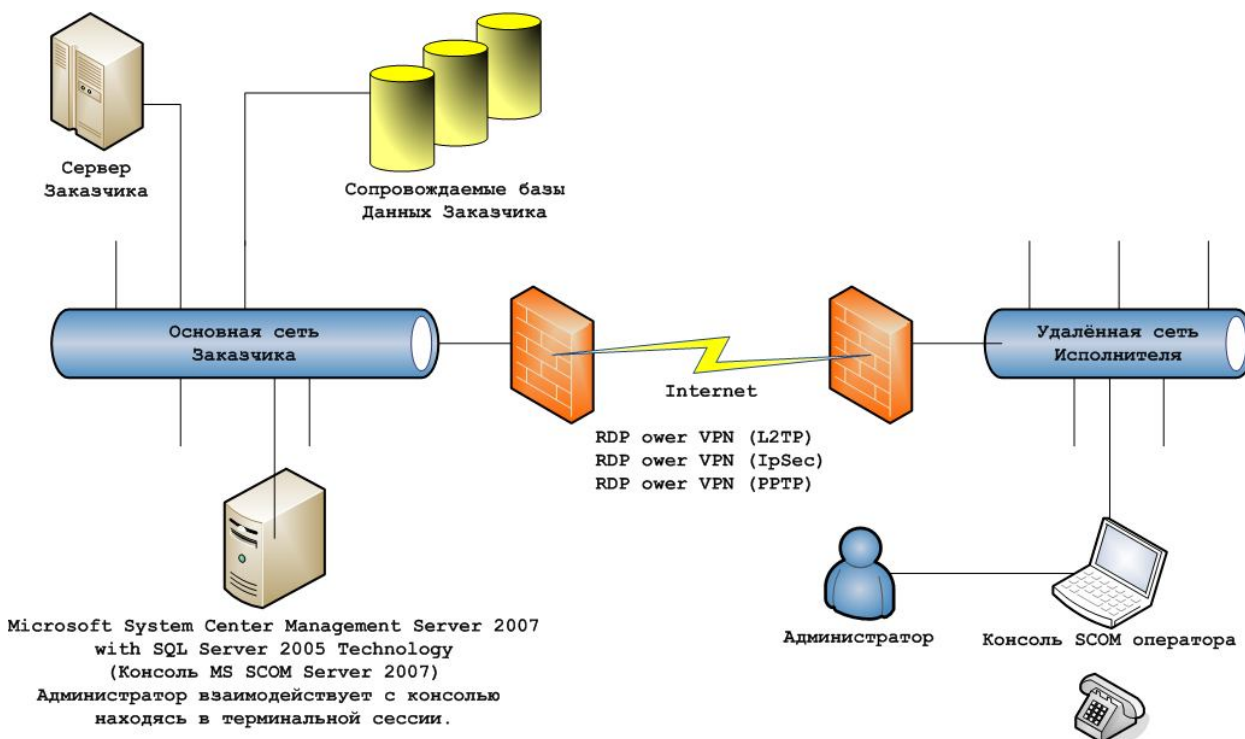 Сервер
Заказчика
Сопровождаемые базы
Данных Заказчика
Основная сеть
Заказчика
Удалённая сеть
Исполнителя
Internet
RDP ower VPN (L2TP)
RDP ower VPN (IpSec)
RDP ower VPN (PPTP)
Microsoft System Center Management Server 2007
with SQL Server 2005 Technology
(Консоль MS SCOM Server 2007)
Администратор взаимодействует с консолью
находясь в терминальной сессии.
Администратор
Консоль SCOM оператора